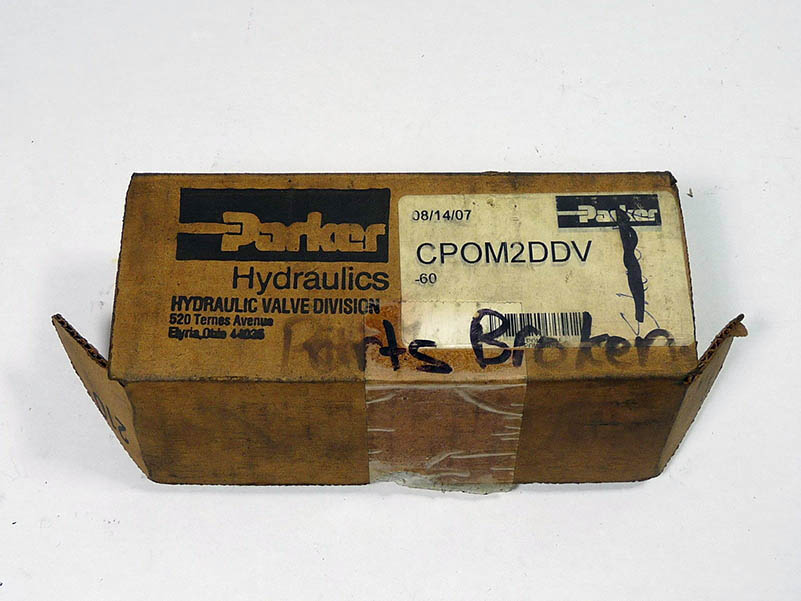 Parker
Hydraulics
HYDRAULIC VALVE DIVISION
520 Ternes Avenue
Elyria, Ohio 44035
08/14/07
Parker
CPOM2DDV
-60
Parts Broken